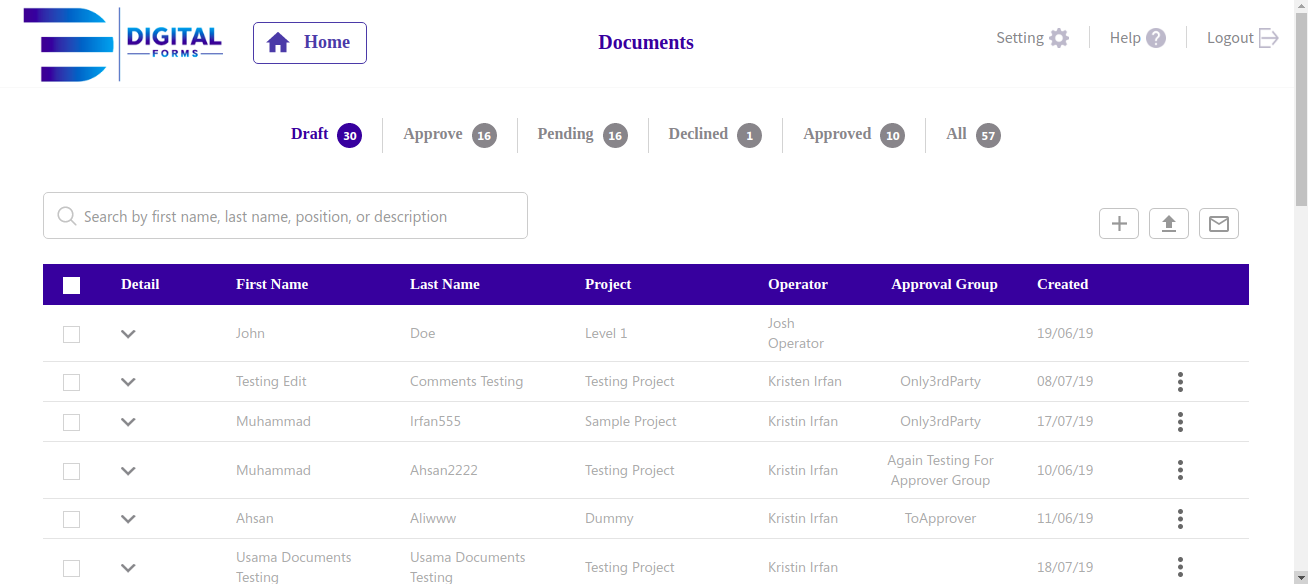 DIGITAL
FORMS
Home
Documents
Setting
Help ?
Logout
Draft 30
Approve 16
Pending 16
Declined 1
Approved 10
All 57
Search by first name, last name, position, or description
Detail First Name Last Name Project Operator Approval Group Created
John Doe Level 1 Josh Operator 19/06/19
Testing Edit Comments Testing Testing Project Kristen Irfan Only3rdParty 08/07/19
Muhammad Irfan555 Sample Project Kristin Irfan Only3rdParty 17/07/19
Muhammad Ahsan2222 Testing Project Kristin Irfan Again Testing For Approver Group 10/06/19
Ahsan Aliwww Dummy Kristin Irfan ToApprover 11/06/19
Usama Documents Testing Usama Documents Testing Testing Project Kristin Irfan 18/07/19